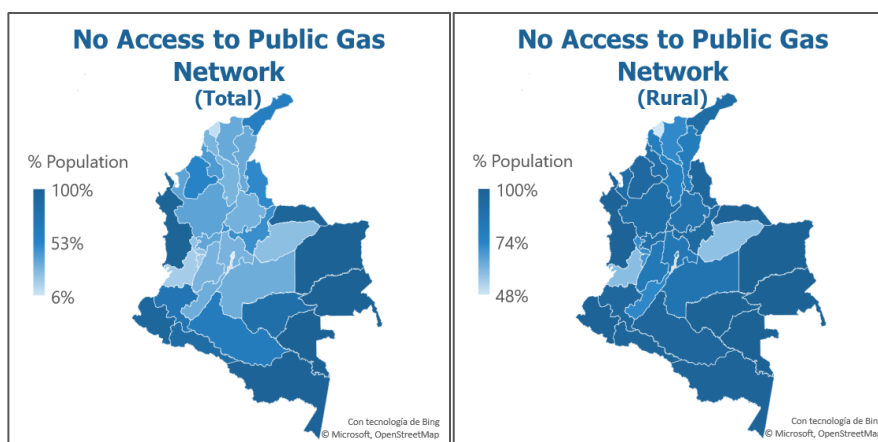 No Access to Public Gas
Network
(Total)
% Population
100%
53%
6%
Con tecnología de Bing
© Microsoft, OpenStreetMap
No Access to Public Gas
Network
(Rural)
% Population
100%
74%
48%
Con tecnología de Bing
© Microsoft, OpenStreetMap